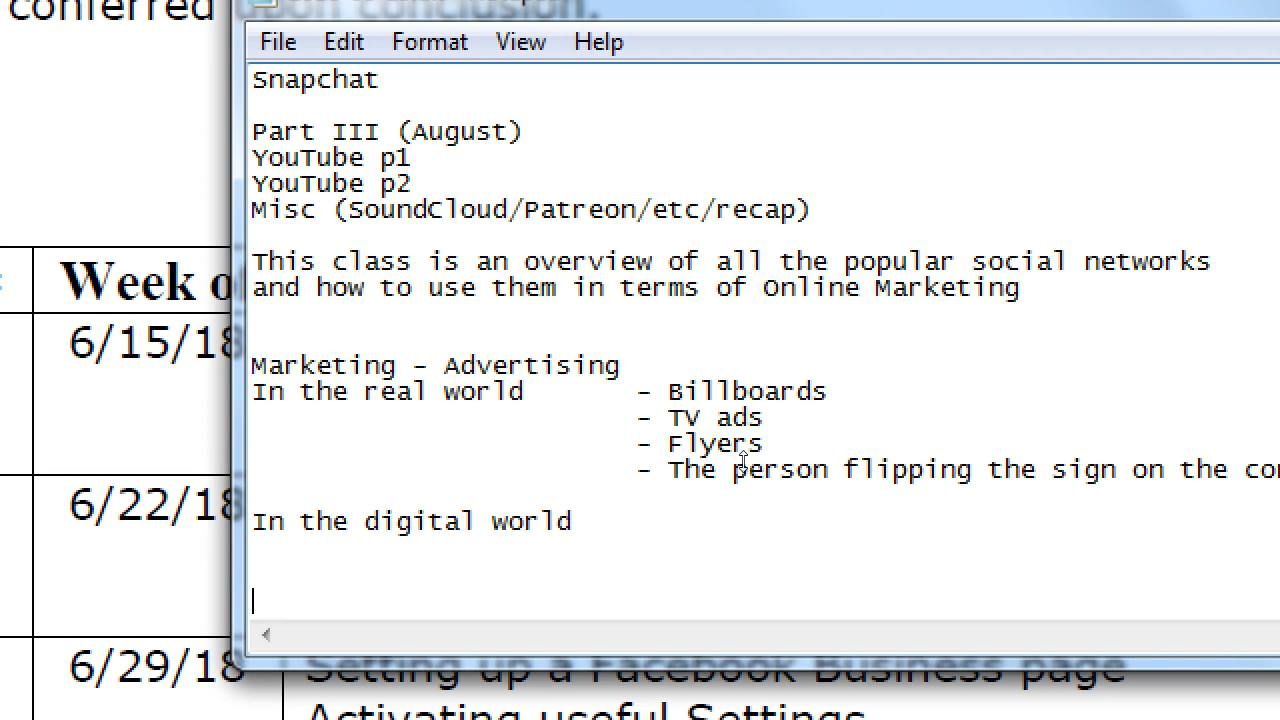 conferred upon conclusion.
File Edit Format View Help
Snapchat
Part III (August)
YouTube p1
YouTube p2
Misc (SoundCloud/Patreon/etc/recap)
This class is an overview of all the popular social networks
and how to use them in terms of Online Marketing
Marketing - Advertising
In the real world - Billboards
- TV ads
- Flyers
- The person flipping the sign on the
In the digital world
Week
6/15/18
6/22/18
6/29/18 Setting up a Facebook Business page
Activating useful Settings